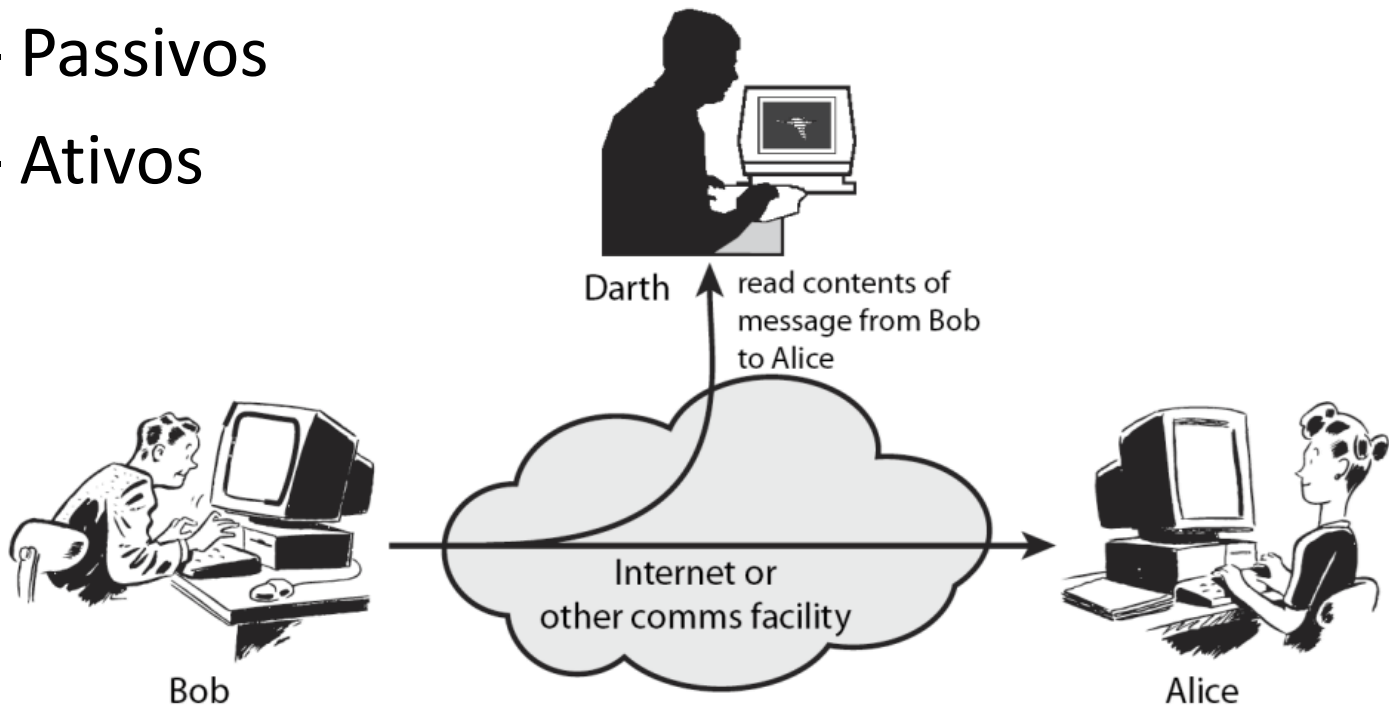 - Passivos
- Ativos
Darth
read contents of
message from Bob
to Alice
Internet or
other comms facility
Bob
Alice